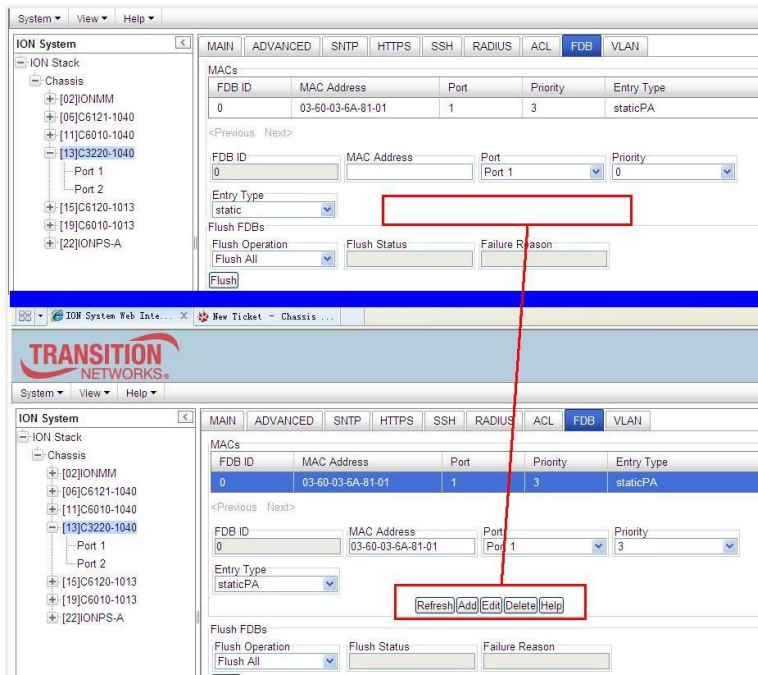 System View Help
ION System
ION Stack
Chassis
[02]IONMM
[06]C6121-1040
[11]C6010-1040
[13]C3220-1040
Port 1
Port 2
[15]C6120-1013
[19]C6010-1013
[22]IONPS-A
MAIN ADVANCED SNTP HTTPS SSH RADIUS ACL FDB VLAN
MACs
FDB ID MAC Address Port Priority Entry Type
0 03-60-03-6A-81-01 1 3 staticPA
<Previous Next>
FDB ID MAC Address Port Priority
0 Port 1 0
Entry Type
static
Flush FDBs
Flush Operation Flush Status Failure Reason
Flush All
Flush
ION System Web Inte... X New Ticket - Chassis ...
TRANSITION
NETWORKS®
System View Help
ION System
ION Stack
Chassis
[02]IONMM
[06]C6121-1040
[11]C6010-1040
[13]C3220-1040
Port 1
Port 2
[15]C6120-1013
[19]C6010-1013
[22]IONPS-A
MAIN ADVANCED SNTP HTTPS SSH RADIUS ACL FDB VLAN
MACs
FDB ID MAC Address Port Priority Entry Type
0 03-60-03-6A-81-01 1 3 staticPA
<Previous Next>
FDB ID MAC Address Port Priority
0 03-60-03-6A-81-01 Port 1 3
Entry Type
staticPA
Refresh Add Edit Delete Help
Flush FDBs
Flush Operation Flush Status Failure Reason
Flush All